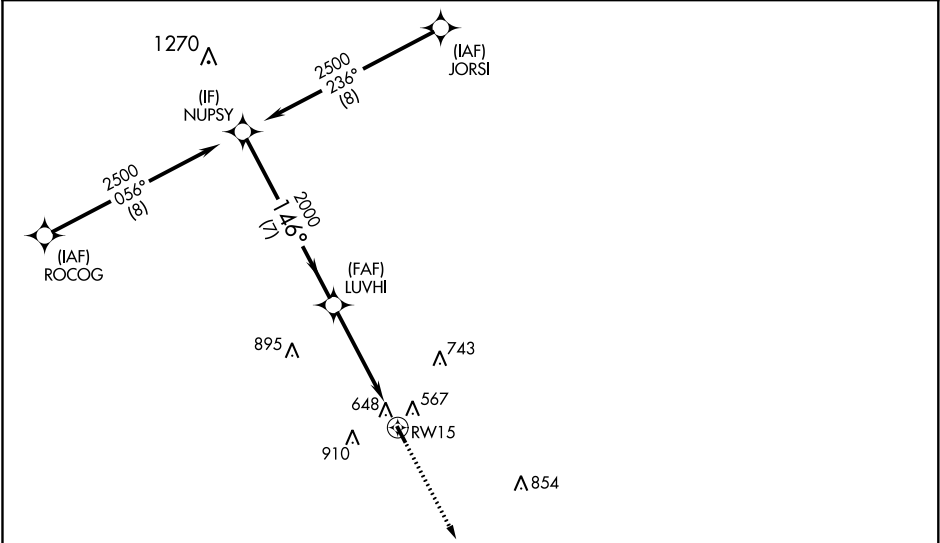 1270
(IAF)
JORSI
2500
236°
(8)
(IF)
NUPSY
2500
056°
(8)
(IAF)
ROCOG
2000
146°
(7)
(FAF)
LUVHI
895
743
648
567
RW15
910
854